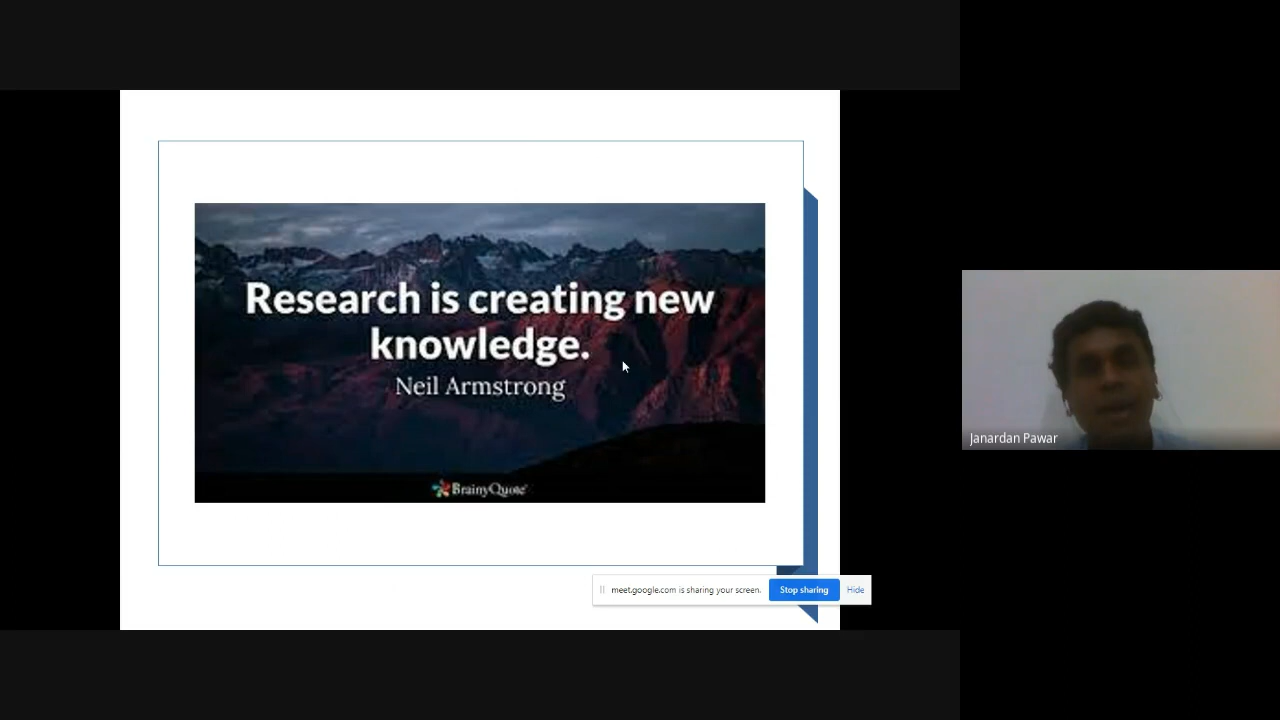 Research is creating new
knowledge.
Neil Armstrong
BrainyQuote
Janardan Pawar
meet.google.com is sharing your screen.
Stop sharing
Hide